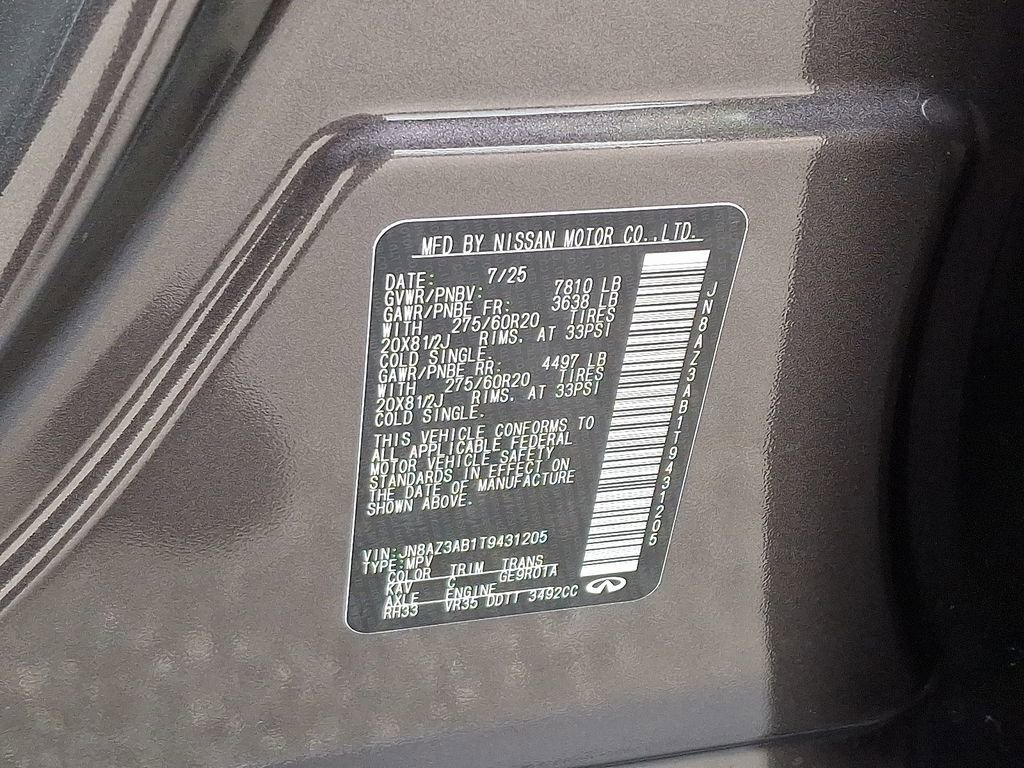 MFD BY NISSAN MOTOR CO.,LTD.
DATE: 7/25
GVWR/PNBV: 7810 LB
GAWR/PNBE FR: 3638 LB
WITH 275/60R20 TIRES
20X81/2J RIMS. AT 33PSI
COLD SINGLE.
GAWR/PNBE RR: 4497 LB
WITH 275/60R20 TIRES
20X81/2J RIMS. AT 33PSI
COLD SINGLE.
THIS VEHICLE CONFORMS TO
ALL APPLICABLE FEDERAL
MOTOR VEHICLE SAFETY
STANDARDS IN EFFECT ON
THE DATE OF MANUFACTURE
SHOWN ABOVE.
VIN:JN8AZ3AB1T9431205
TYPE:MPV
COLOR TRIM TRANS
KAV C GE9R01A
AXLE ENGINE
RH33 VR35 DDTT 3492CC
JN8AZ3AB1T9431205